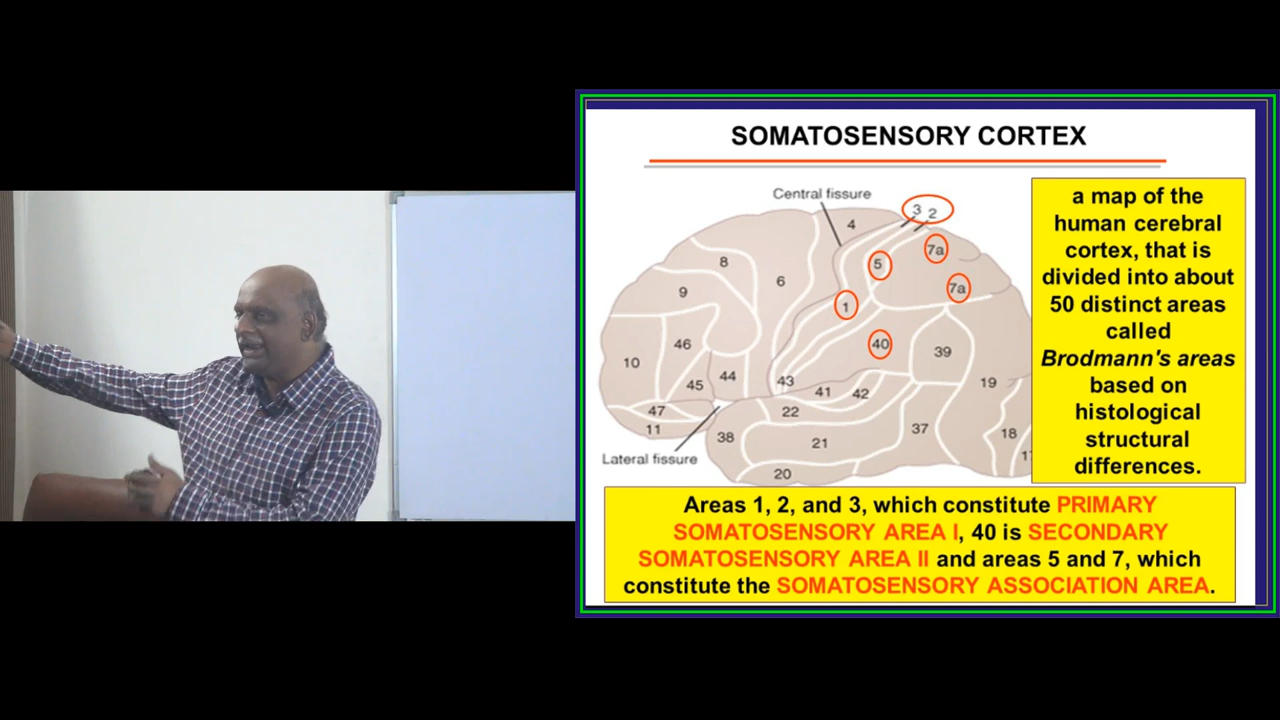 SOMATOSENSORY CORTEX
Central fissure
3 2
4
7a
8
5
6
7a
9
1
46
40
39
10
44
43
45
41
42
19
47
22
11
38
21
37
18
Lateral fissure
20
a map of the
human cerebral
cortex, that is
divided into about
50 distinct areas
called
Brodmann's areas
based on
histological
structural
differences.
Areas 1, 2, and 3, which constitute PRIMARY
SOMATOSENSORY AREA I, 40 is SECONDARY
SOMATOSENSORY AREA II and areas 5 and 7, which
constitute the SOMATOSENSORY ASSOCIATION AREA.